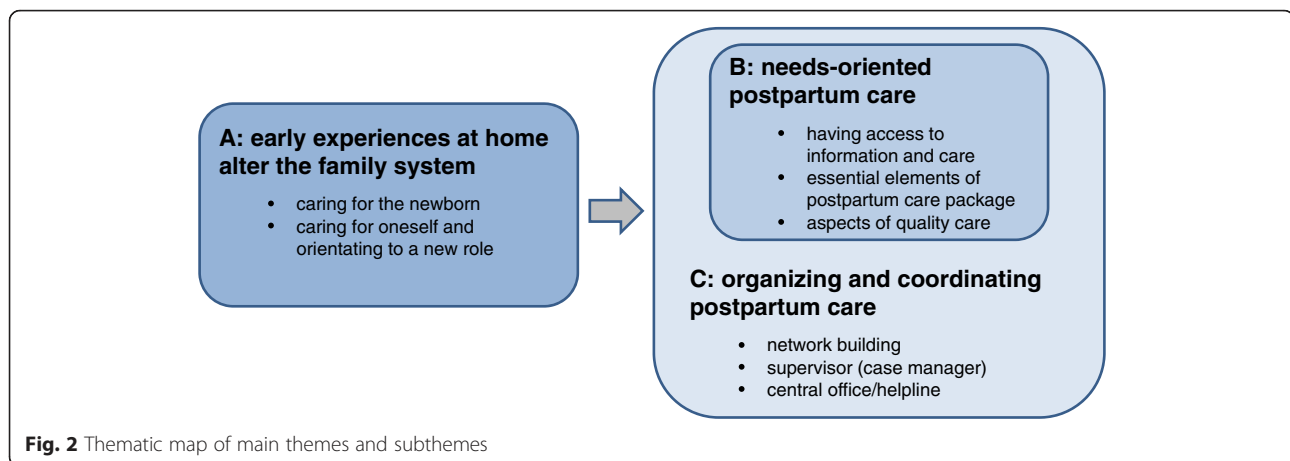 A: early experiences at home
alter the family system
• caring for the newborn
• caring for oneself and
orientating to a new role
B: needs-oriented
postpartum care
• having access to
information and care
• essential elements of
postpartum care package
• aspects of quality care
C: organizing and coordinating
postpartum care
• network building
• supervisor (case manager)
• central office/helpline
Fig. 2 Thematic map of main themes and subthemes